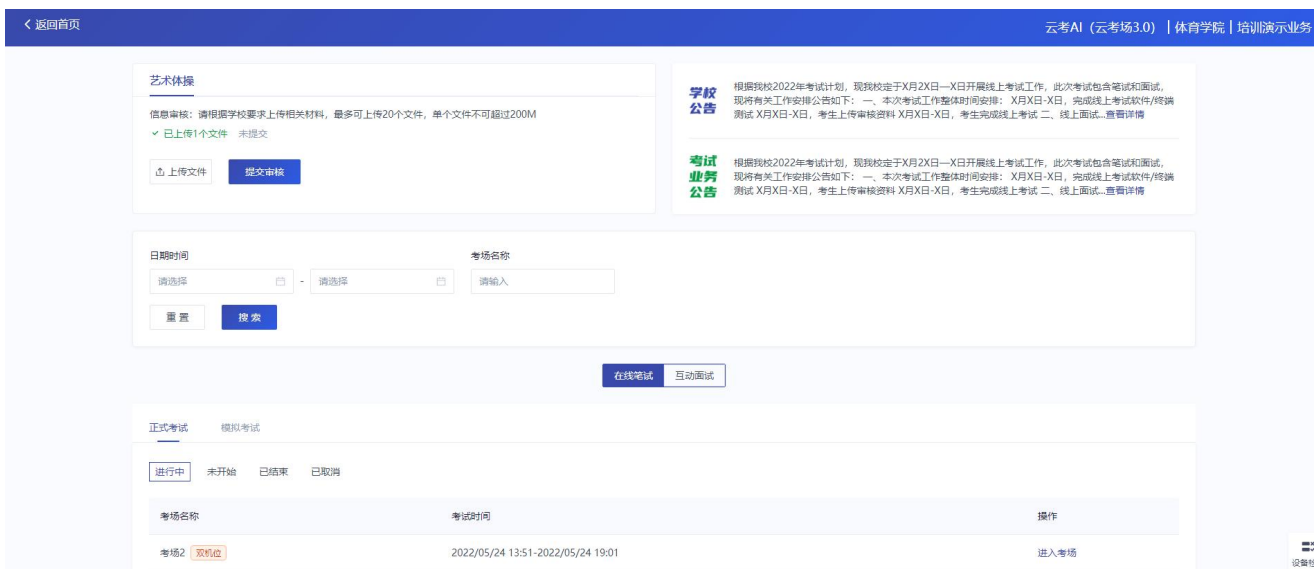 返回首页
云考AI（云考场3.0） | 体育学院 | 培训演示业务
艺术体操
信息审核：请根据学校要求上传相关材料，最多可上传20个文件，单个文件不可超过200M
已上传1个文件 未提交
上传文件 提交审核
学校
公告
根据我校2022年考试计划，现我校定于X月2X日—X日开展线上考试工作，此次考试包含笔试和面试，
现将有关工作安排公告如下： 一、本次考试工作整体时间安排： X月X日-X日，完成线上考试软件/终端
测试 X月X日-X日，考生上传审核资料 X月X日-X日，考生完成线上考试 二、线上面试...查看详情
考试
业务
公告
根据我校2022年考试计划，现我校定于X月2X日—X日开展线上考试工作，此次考试包含笔试和面试，
现将有关工作安排公告如下： 一、本次考试工作整体时间安排： X月X日-X日，完成线上考试软件/终端
测试 X月X日-X日，考生上传审核资料 X月X日-X日，考生完成线上考试 二、线上面试...查看详情
日期时间 考场名称
请选择 - 请选择 请输入
重置 搜索
在线笔试 互动面试
正式考试 模拟考试
进行中 未开始 已结束 已取消
考场名称 考试时间 操作
考场2 双机位 2022/05/24 13:51-2022/05/24 19:01 进入考场